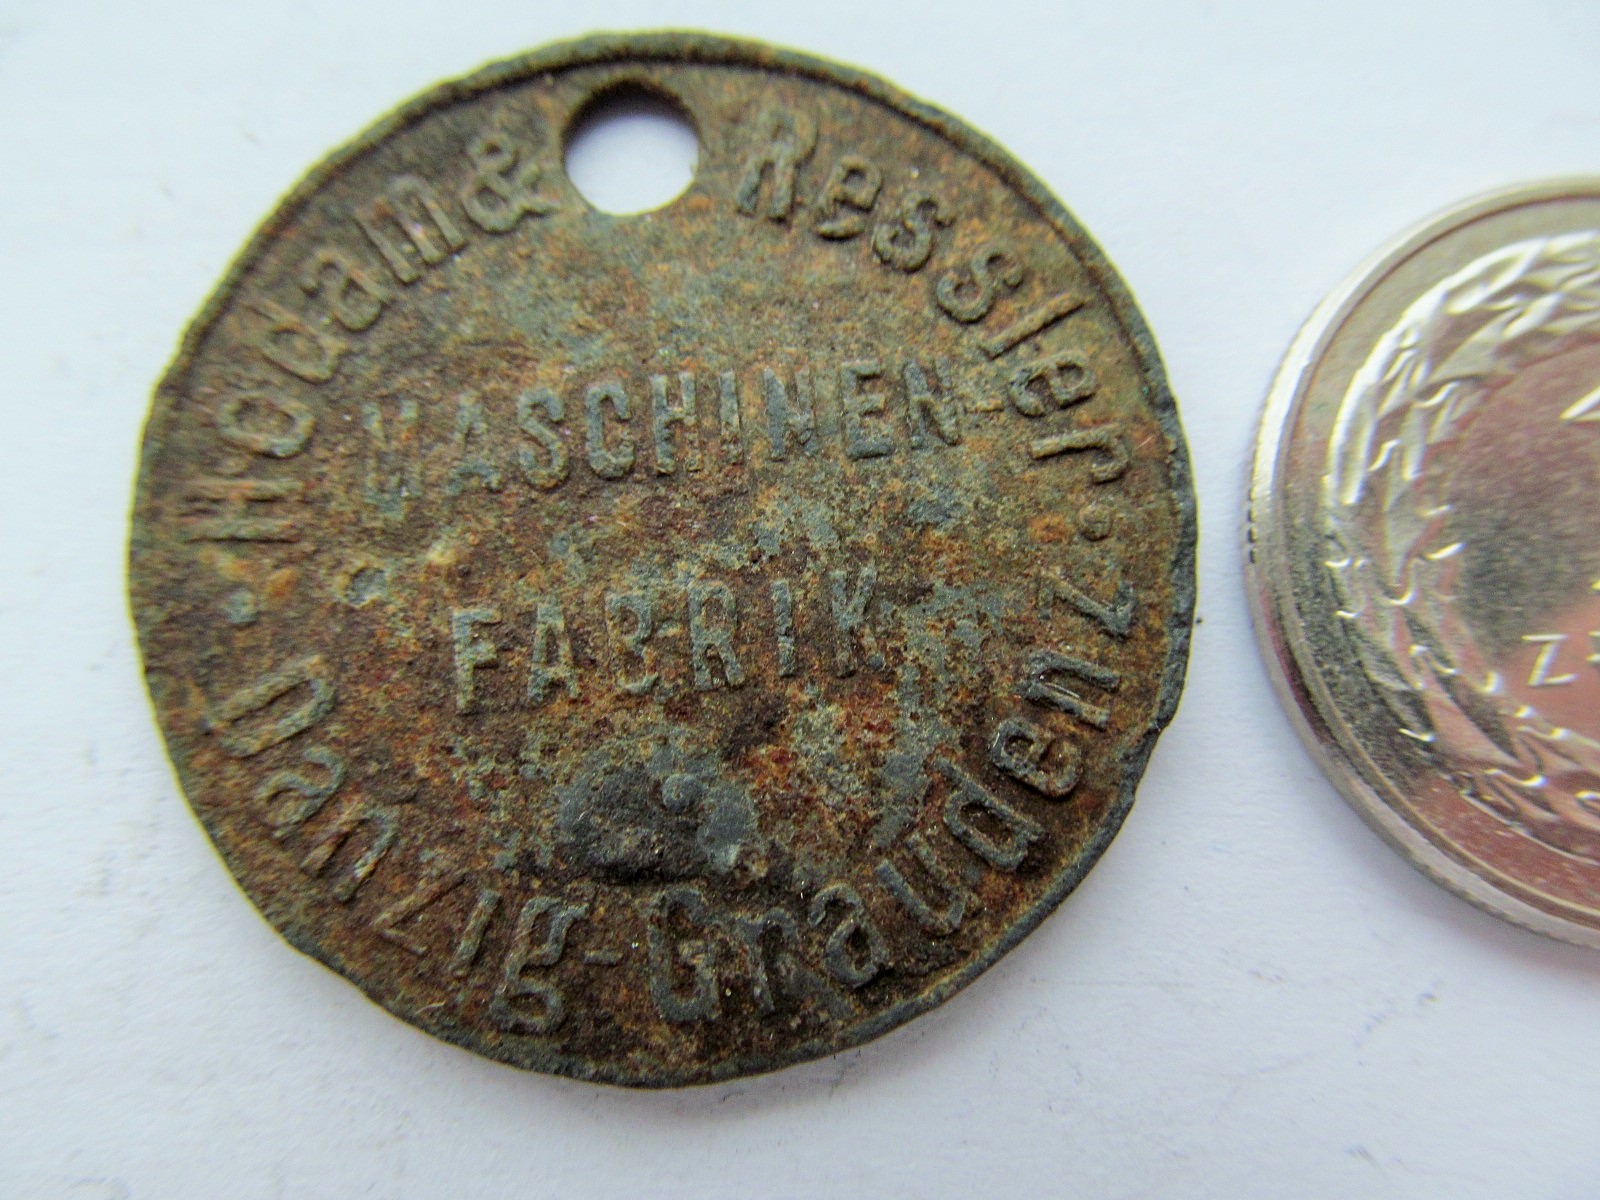 Hodam & Ressler.
MASCHINEN-
FABRIK
Danzig-Graudenz